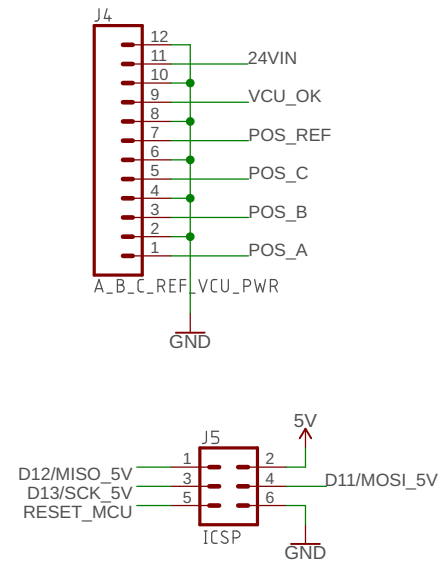 J4
12
11 24VIN
10
9 VCU_OK
8
7 POS_REF
6
5 POS_C
4
3 POS_B
2
1 POS_A
A_B_C_REF_VCU_PWR
GND
5V
J5
1 2
D12/MISO_5V
3 4 D11/MOSI_5V
D13/SCK_5V
5 6
RESET_MCU
ICSP
GND